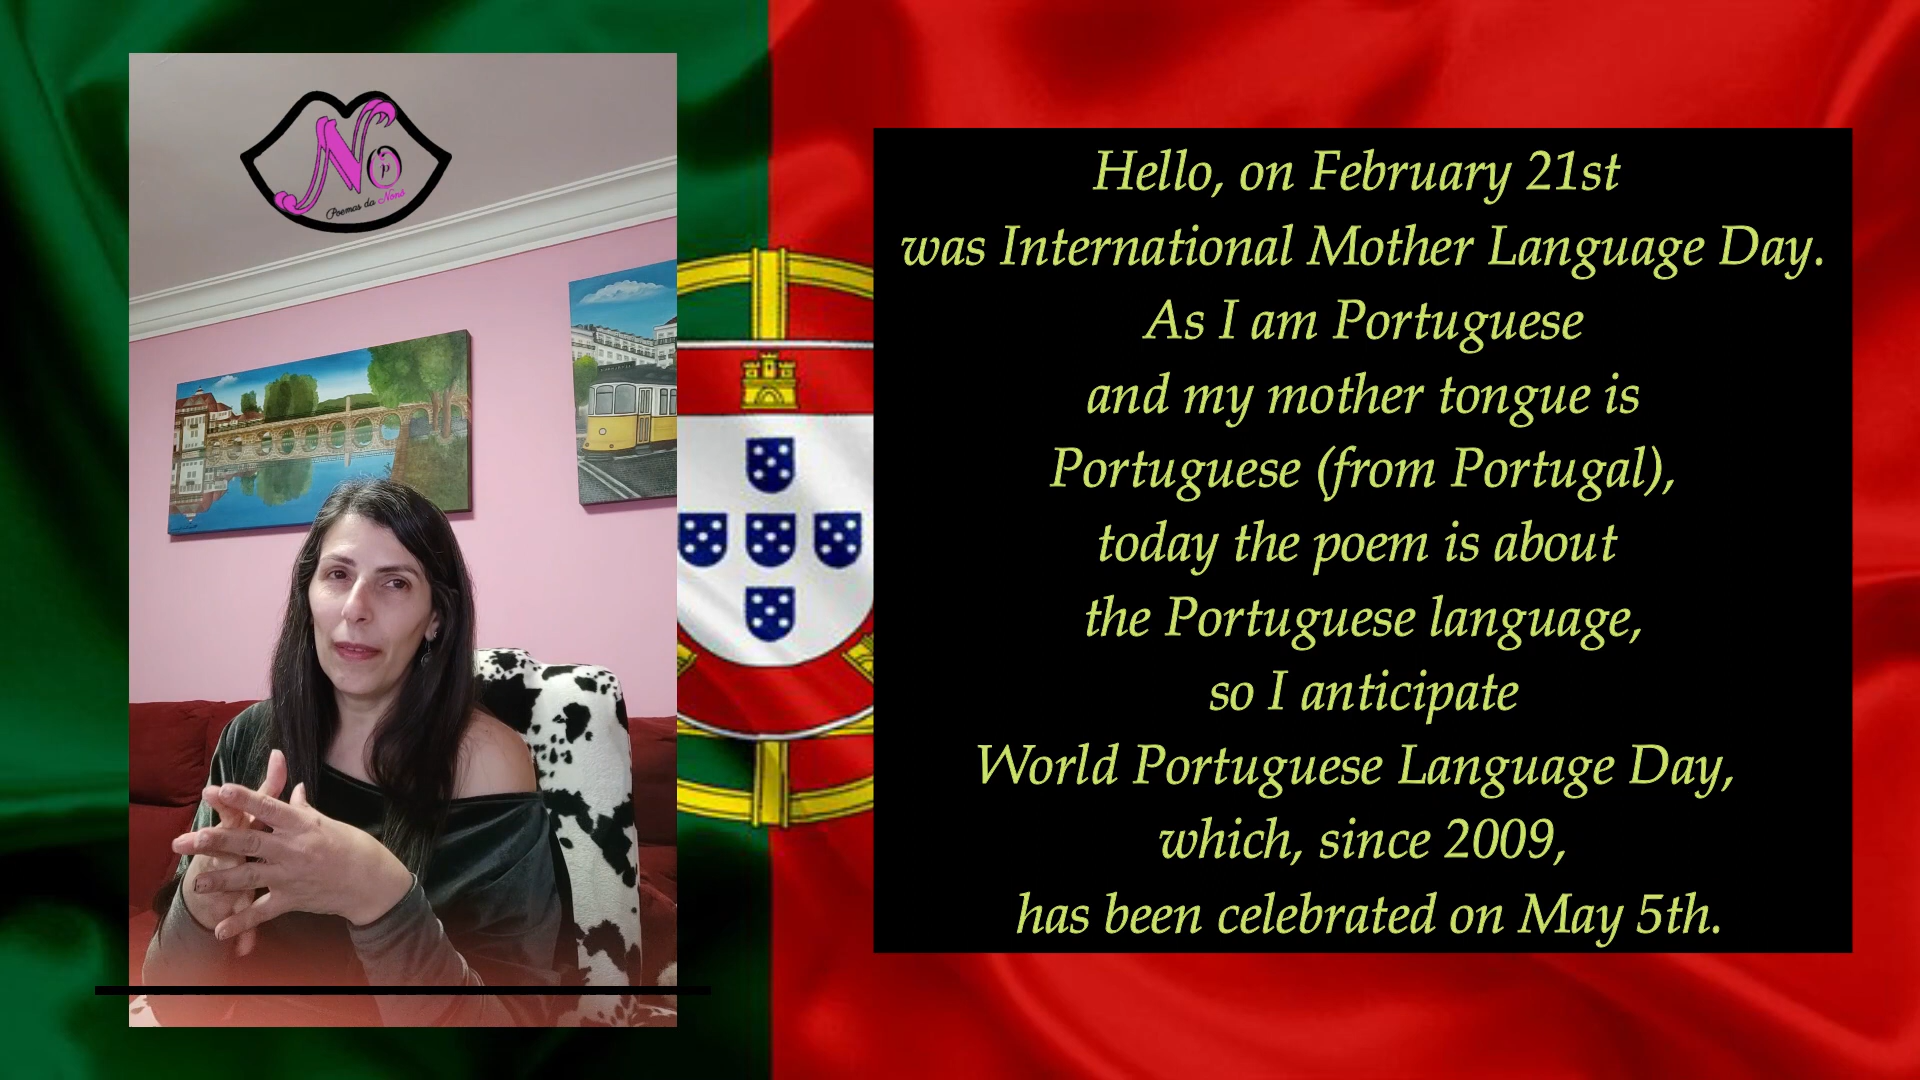 No
p
Poemas da Nonô
Hello, on February 21st
was International Mother Language Day.
As I am Portuguese
and my mother tongue is
Portuguese (from Portugal),
today the poem is about
the Portuguese language,
so I anticipate
World Portuguese Language Day,
which, since 2009,
has been celebrated on May 5th.